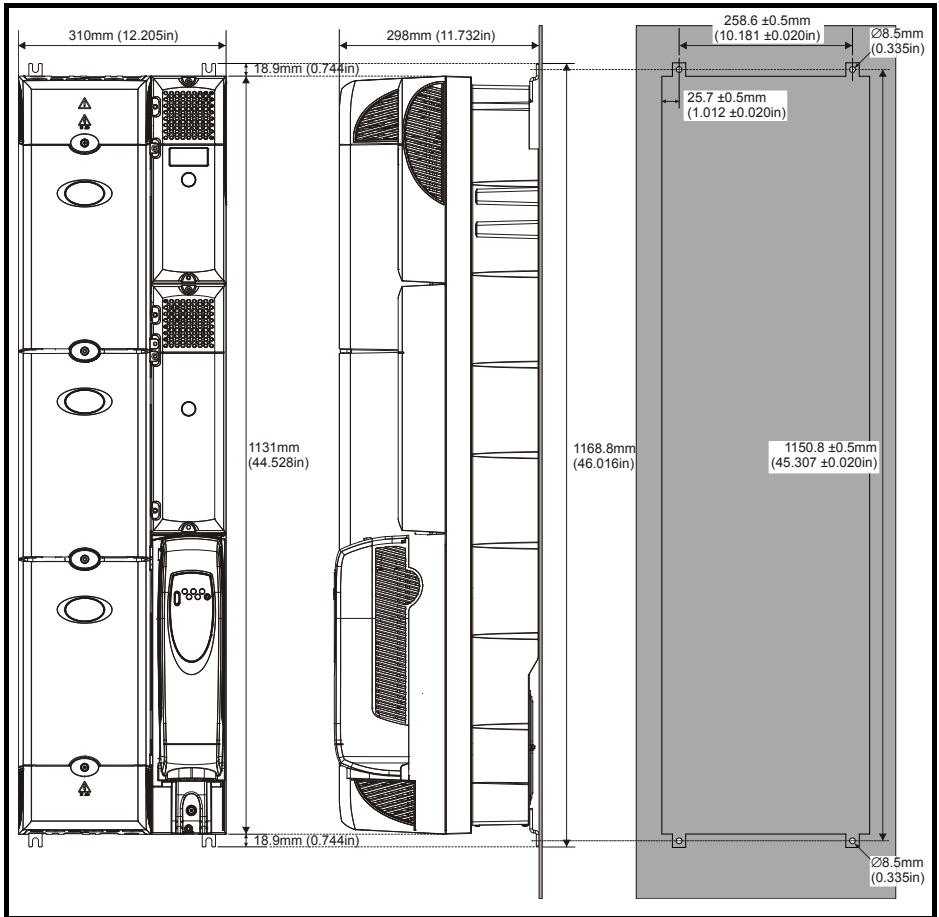 310mm (12.205in)
298mm (11.732in)
258.6 ±0.5mm
(10.181 ±0.020in)
∅8.5mm
(0.335in)
18.9mm (0.744in)
25.7 ±0.5mm
(1.012 ±0.020in)
1131mm
(44.528in)
1168.8mm
(46.016in)
1150.8 ±0.5mm
(45.307 ±0.020in)
18.9mm (0.744in)
∅8.5mm
(0.335in)